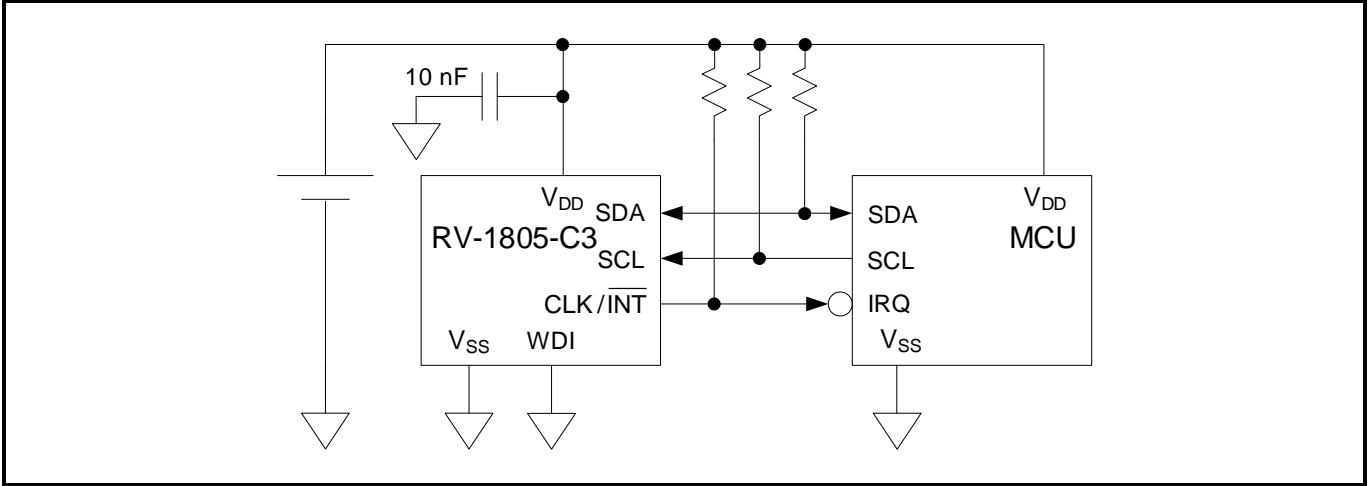 10 nF
VDD
SDA
RV-1805-C3
SCL
CLK/INT
VSS WDI
VDD
SDA
MCU
SCL
IRQ
VSS